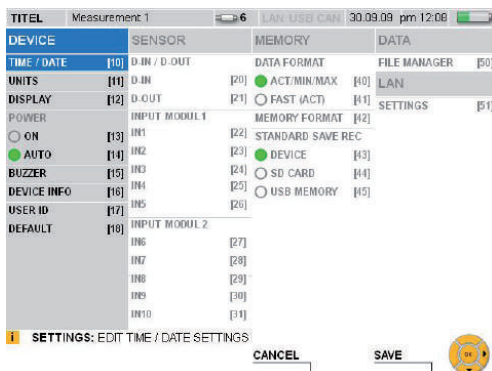 TITEL Measurement 1 6 LAN USB CAN 30.09.09 pm 12:08
DEVICE SENSOR MEMORY DATA
TIME / DATE [10] D-IN / D-OUT DATA FORMAT FILE MANAGER [50]
UNITS [11] D-IN [20] ACT/MIN/MAX [40] LAN
DISPLAY [12] D-OUT [21] FAST (ACT) [41] SETTINGS [51]
POWER INPUT MODUL 1 MEMORY FORMAT [42]
ON [13] IN1 [22] STANDARD SAVE REC
AUTO [14] IN2 [23] DEVICE [43]
BUZZER [15] IN3 [24] SD CARD [44]
DEVICE INFO [16] IN4 [25] USB MEMORY [45]
USER ID [17] IN5 [26]
DEFAULT [18] INPUT MODUL 2
IN6 [27]
IN7 [28]
IN8 [29]
IN9 [30]
IN10 [31]
i SETTINGS: EDIT TIME / DATE SETTINGS
CANCEL SAVE OK